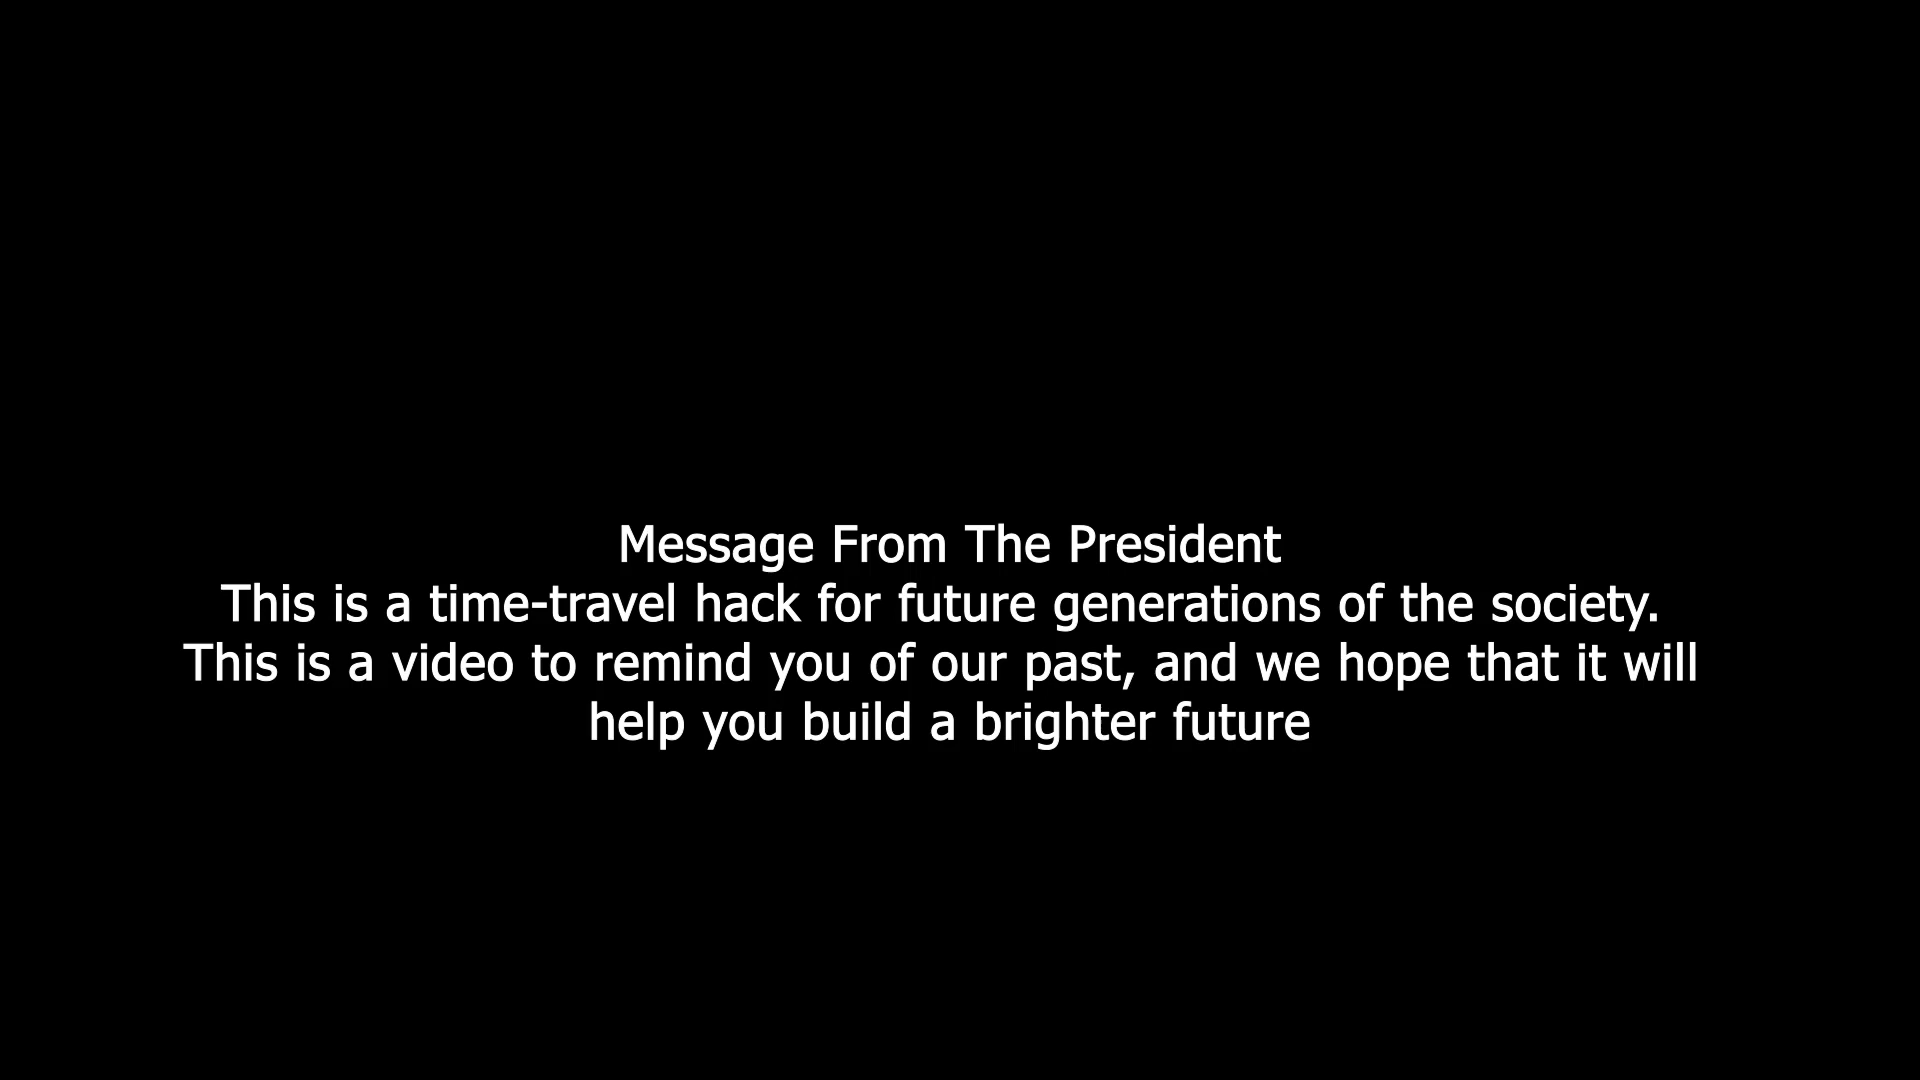 Message From The President
This is a time-travel hack for future generations of the society.
This is a video to remind you of our past, and we hope that it will
help you build a brighter future